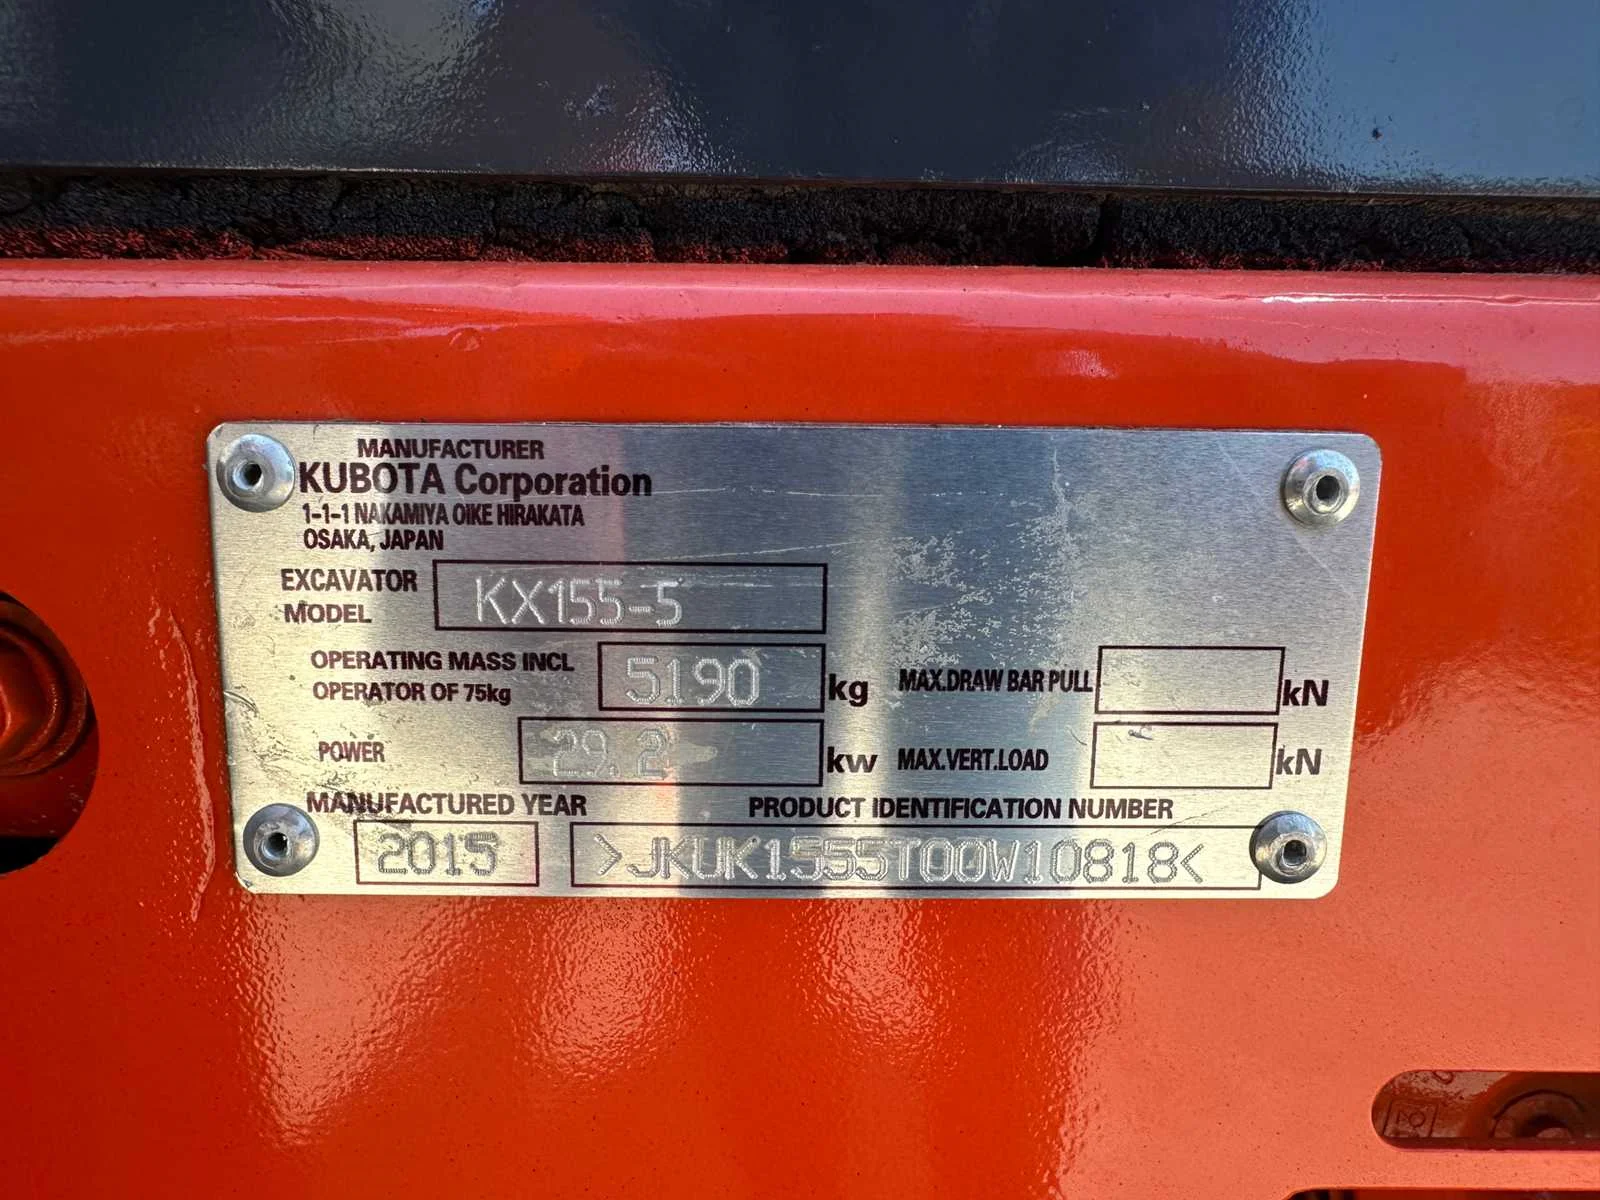 MANUFACTURER
KUBOTA Corporation
1-1-1 NAKAMIYA OIKE HIRAKATA
OSAKA, JAPAN
EXCAVATOR MODEL KX155-5
OPERATING MASS INCL OPERATOR OF 75kg 5190 kg
MAX.DRAW BAR PULL kN
POWER 29.2 kw
MAX.VERT.LOAD kN
MANUFACTURED YEAR
2015
PRODUCT IDENTIFICATION NUMBER
>JKUK1555T00W10818<